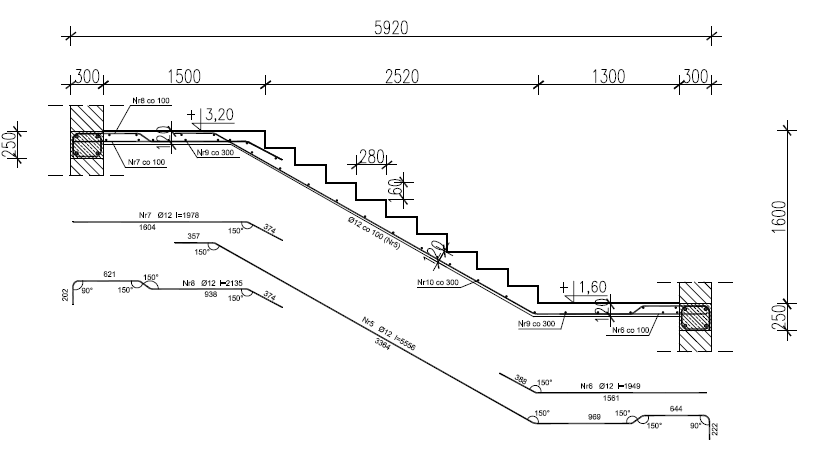 5920
300 1500 2520 1300 300
Nr8 co 100
+ 3,20
250
120
Nr7 co 100
Nr9 co 300
280
160
Nr7 Ø12 l=1978
1604
374
Ø12 co 100 (Nr5)
1600
357
150°
120
621
150°
Nr8 Ø12 l=2135
202
90°
150°
938
150°
374
Nr10 co 300
+ 1,60
120
250
Nr9 co 300
Nr6 co 100
Nr5 Ø12 l=5556
3364
388
150°
Nr6 Ø12 l=1949
1561
150°
969
150°
150°
644
90°
222
150°